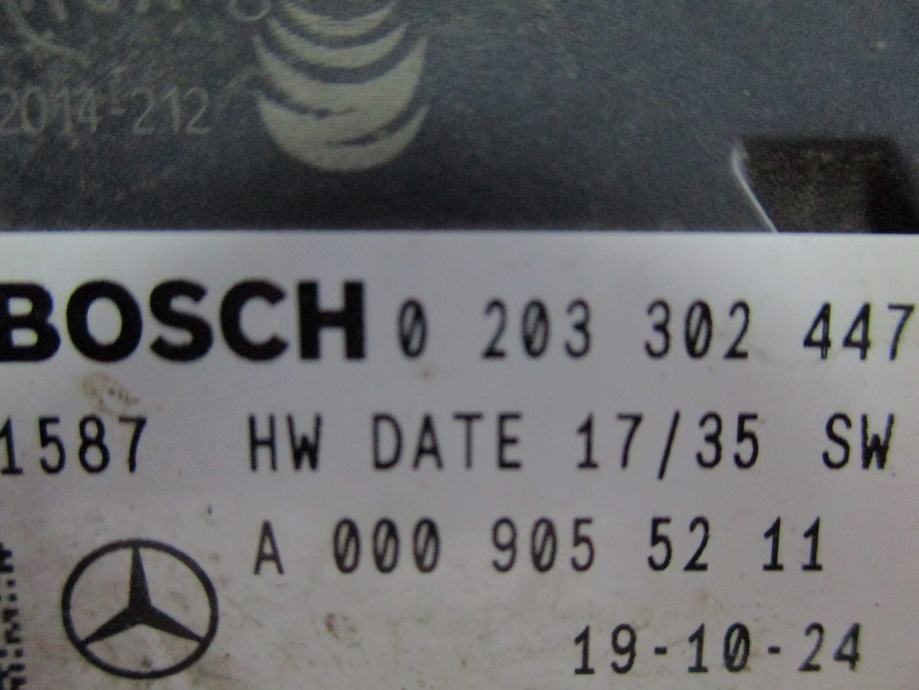 2014-212
BOSCH 0 203 302 447
1587 HW DATE 17/35 SW
A 000 905 52 11
19-10-24